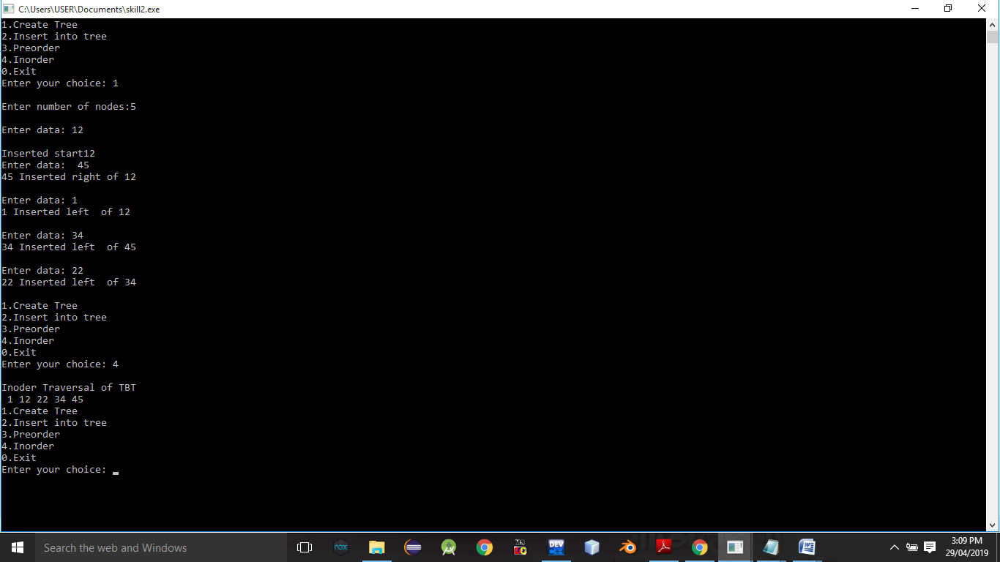 C:\Users\USER\Documents\skill2.exe
1.Create Tree
2.Insert into tree
3.Preorder
4.Inorder
0.Exit
Enter your choice: 1
Enter number of nodes:5
Enter data: 12
Inserted start12
Enter data:  45
45 Inserted right of 12
Enter data: 1
1 Inserted left  of 12
Enter data: 34
34 Inserted left  of 45
Enter data: 22
22 Inserted left  of 34
1.Create Tree
2.Insert into tree
3.Preorder
4.Inorder
0.Exit
Enter your choice: 4
Inoder Traversal of TBT
 1 12 22 34 45
1.Create Tree
2.Insert into tree
3.Preorder
4.Inorder
0.Exit
Enter your choice:
Search the web and Windows
nox
DEV
3:09 PM
29/04/2019